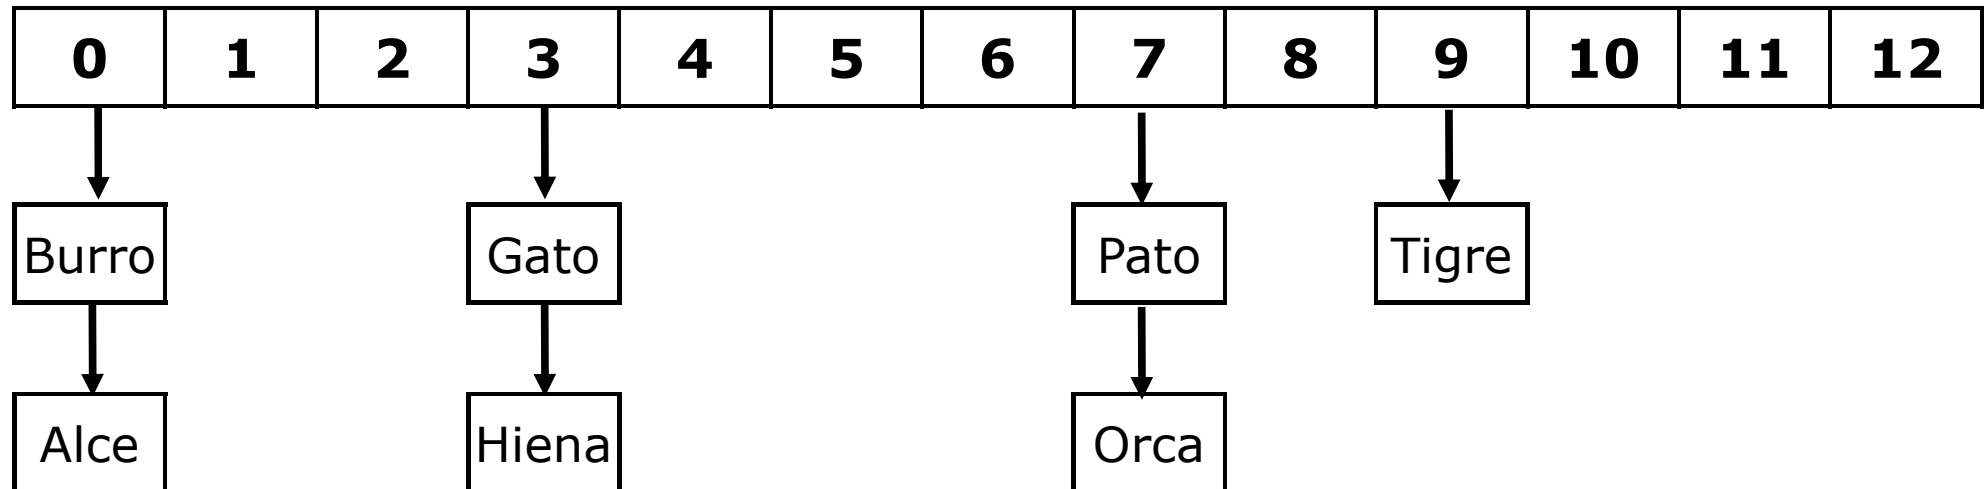 0 1 2 3 4 5 6 7 8 9 10 11 12
Burro Gato Pato Tigre
Alce Hiena Orca